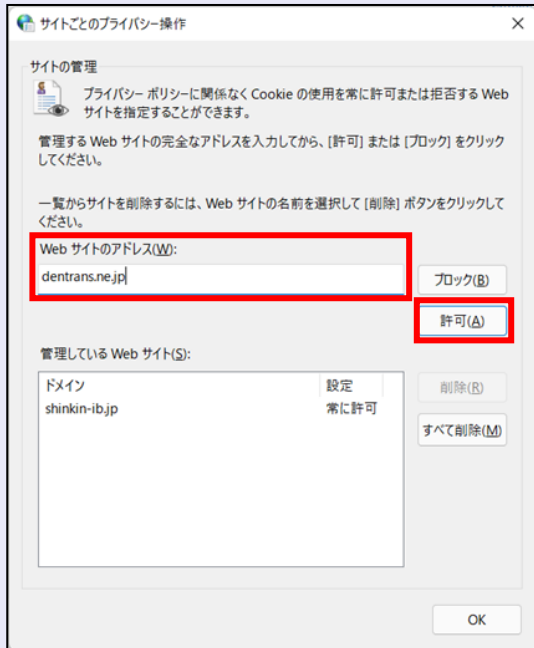 サイトごとのプライバシー操作
サイトの管理
プライバシー ポリシーに関係なく Cookie の使用を常に許可または拒否する Web
サイトを指定することができます。
管理する Web サイトの完全なアドレスを入力してから、[許可] または [ブロック] をクリック
してください。
一覧からサイトを削除するには、Web サイトの名前を選択して [削除] ボタンをクリックして
ください。
Web サイトのアドレス(W):
dentrans.ne.jp
ブロック(B)
許可(A)
管理している Web サイト(S):
ドメイン 設定
shinkin-ib.jp 常に許可
削除(R)
すべて削除(M)
OK